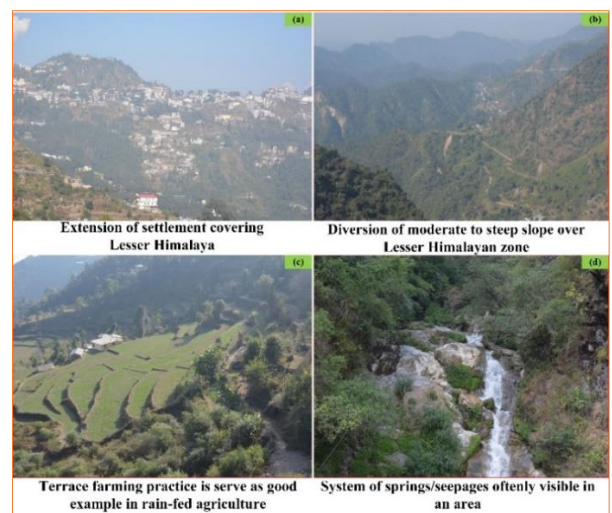 (a)
(b)
Extension of settlement covering
Lesser Himalaya
Diversion of moderate to steep slope over
Lesser Himalayan zone
(c)
(d)
Terrace farming practice is serve as good
example in rain-fed agriculture
System of springs/seepages oftenly visible in
an area